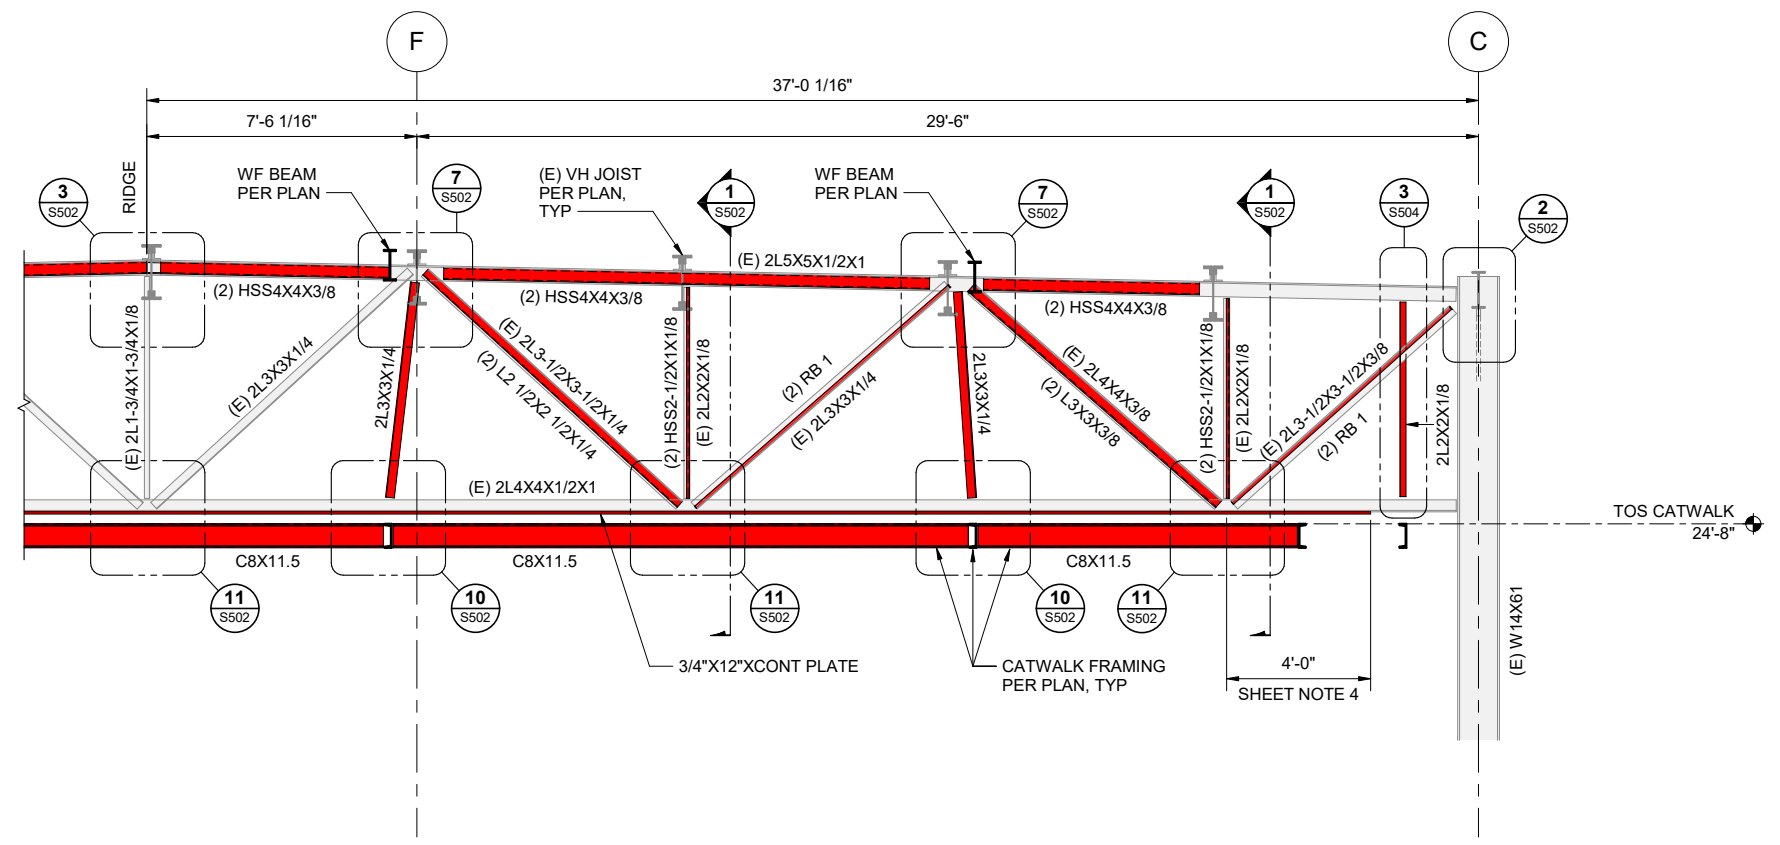 F
C
37'-0 1/16"
7'-6 1/16"
29'-6"
RIDGE
3
S502
WF BEAM
PER PLAN
7
S502
(E) VH JOIST
PER PLAN,
TYP
1
S502
WF BEAM
PER PLAN
7
S502
1
S502
3
S504
2
S502
(2) HSS4X4X3/8
(2) HSS4X4X3/8
(E) 2L5X5X1/2X1
(2) HSS4X4X3/8
(E) 2L1-3/4X1-3/4X1/8
(E) 2L3X3X1/4
2L3X3X1/4
(E) 2L3-1/2X3-1/2X1/4
(2) L2 1/2X2 1/2X1/4
(2) HSS2-1/2X1X1/8
(E) 2L2X2X1/8
(2) RB 1
(E) 2L3X3X1/4
2L3X3X1/4
(E) 2L4X4X3/8
(2) L3X3X3/8
(2) HSS2-1/2X1X1/8
(E) 2L2X2X1/8
(E) 2L3-1/2X3-1/2X3/8
(2) RB 1
2L2X2X1/8
(E) 2L4X4X1/2X1
TOS CATWALK
24'-8"
C8X11.5
C8X11.5
C8X11.5
11
S502
10
S502
11
S502
10
S502
11
S502
(E) W14X61
3/4"X12"XCONT PLATE
CATWALK FRAMING
PER PLAN, TYP
4'-0"
SHEET NOTE 4